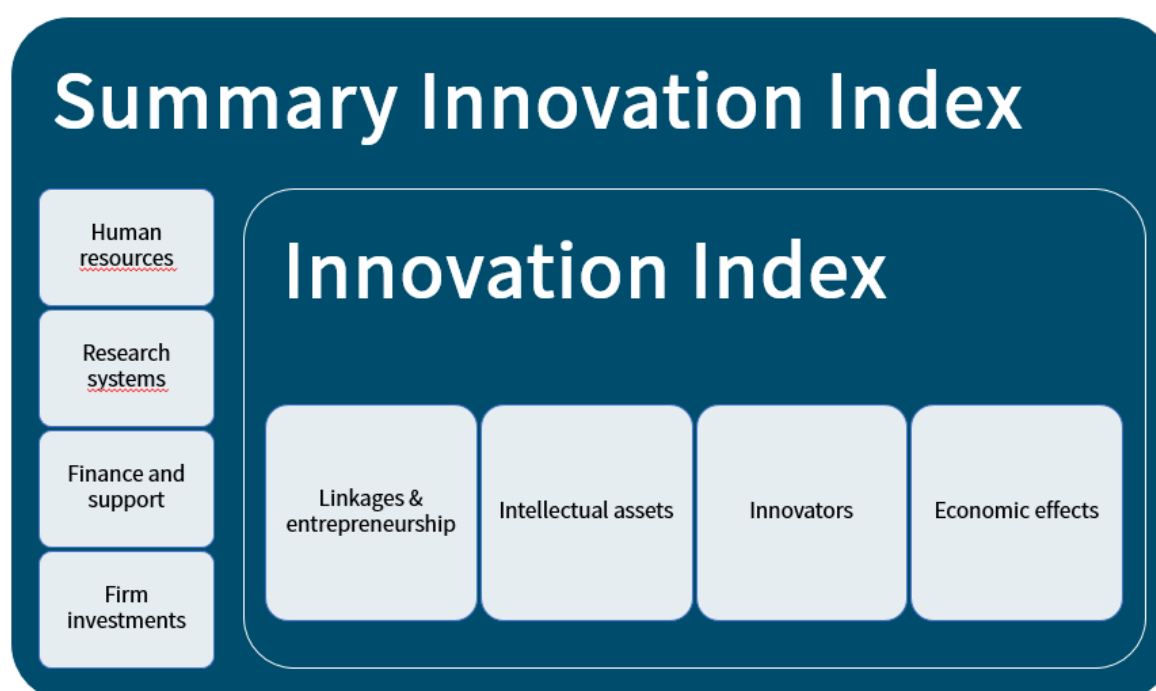 Summary Innovation Index
Human
resources
Research
systems
Finance and
support
Firm
investments
Innovation Index
Linkages &
entrepreneurship
Intellectual assets
Innovators
Economic effects